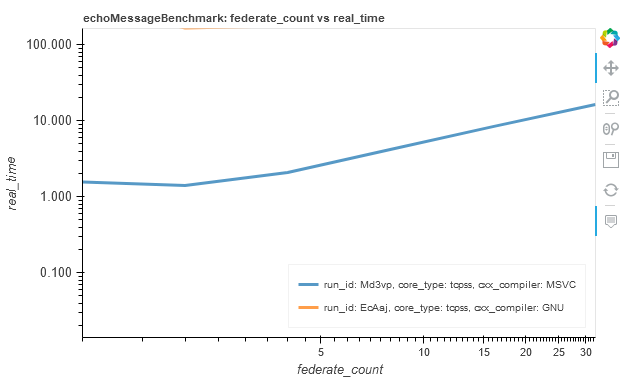 echoMessageBenchmark: federate_count vs real_time
100.000
10.000
1.000
0.100
real_time
run_id: Md3vp, core_type: tcpss, cxx_compiler: MSVC
run_id: EcAaj, core_type: tcpss, cxx_compiler: GNU
5 10 15 20 25 30
federate_count